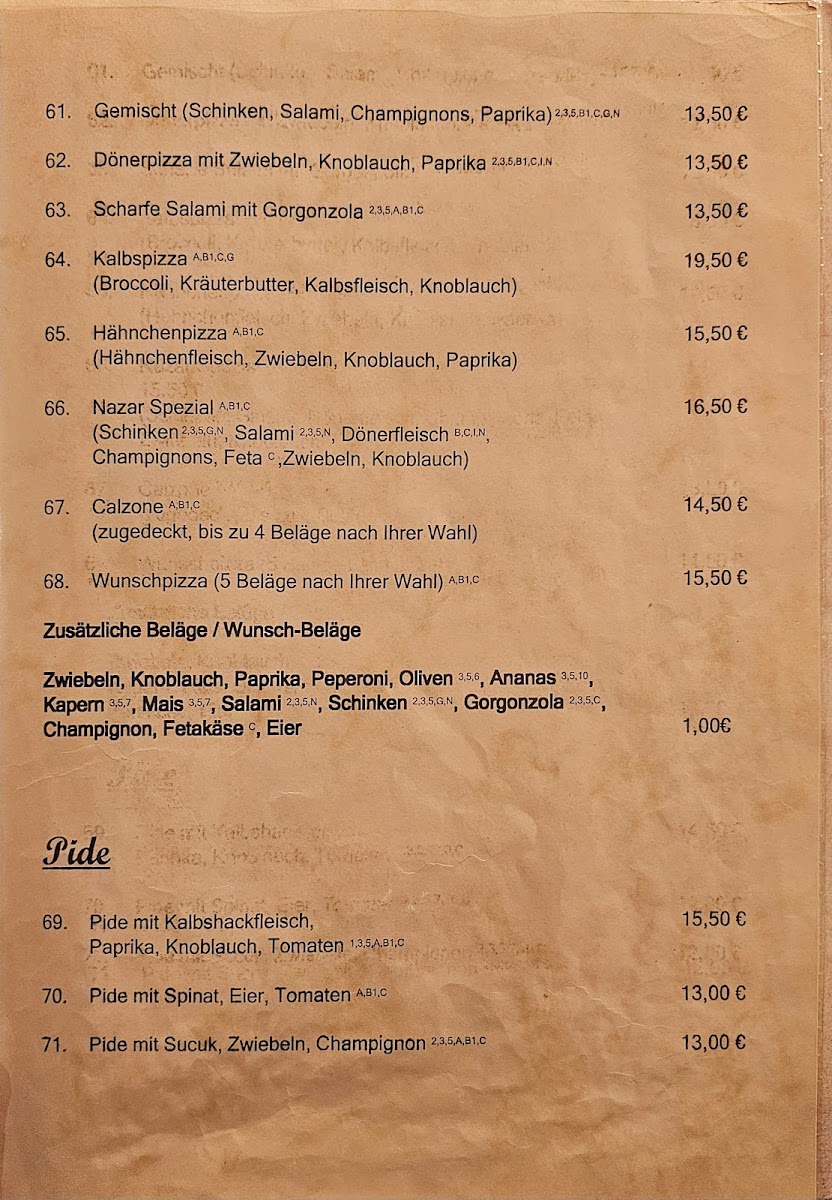 61. Gemischt (Schinken, Salami, Champignons, Paprika) 2,3,5,B1,C,G,N 13,50 €
62. Dönerpizza mit Zwiebeln, Knoblauch, Paprika 2,3,5,B1,C,I,N 13,50 €
63. Scharfe Salami mit Gorgonzola 2,3,5,A,B1,C 13,50 €
64. Kalbspizza A,B1,C,G 19,50 €
(Broccoli, Kräuterbutter, Kalbsfleisch, Knoblauch)
65. Hähnchenpizza A,B1,C 15,50 €
(Hähnchenfleisch, Zwiebeln, Knoblauch, Paprika)
66. Nazar Spezial A,B1,C 16,50 €
(Schinken 2,3,5,G,N, Salami 2,3,5,N, Dönerfleisch B,C,I,N,
Champignons, Feta C ,Zwiebeln, Knoblauch)
67. Calzone A,B1,C 14,50 €
(zugedeckt, bis zu 4 Beläge nach Ihrer Wahl)
68. Wunschpizza (5 Beläge nach Ihrer Wahl) A,B1,C 15,50 €
Zusätzliche Beläge / Wunsch-Beläge
Zwiebeln, Knoblauch, Paprika, Peperoni, Oliven 3,5,6, Ananas 3,5,10,
Kapern 3,5,7, Mais 3,5,7, Salami 2,3,5,N, Schinken 2,3,5,G,N, Gorgonzola 2,3,5,C,
Champignon, Fetakäse C, Eier 1,00€
Pide
69. Pide mit Kalbshackfleisch, 15,50 €
Paprika, Knoblauch, Tomaten 1,3,5,A,B1,C
70. Pide mit Spinat, Eier, Tomaten A,B1,C 13,00 €
71. Pide mit Sucuk, Zwiebeln, Champignon 2,3,5,A,B1,C 13,00 €